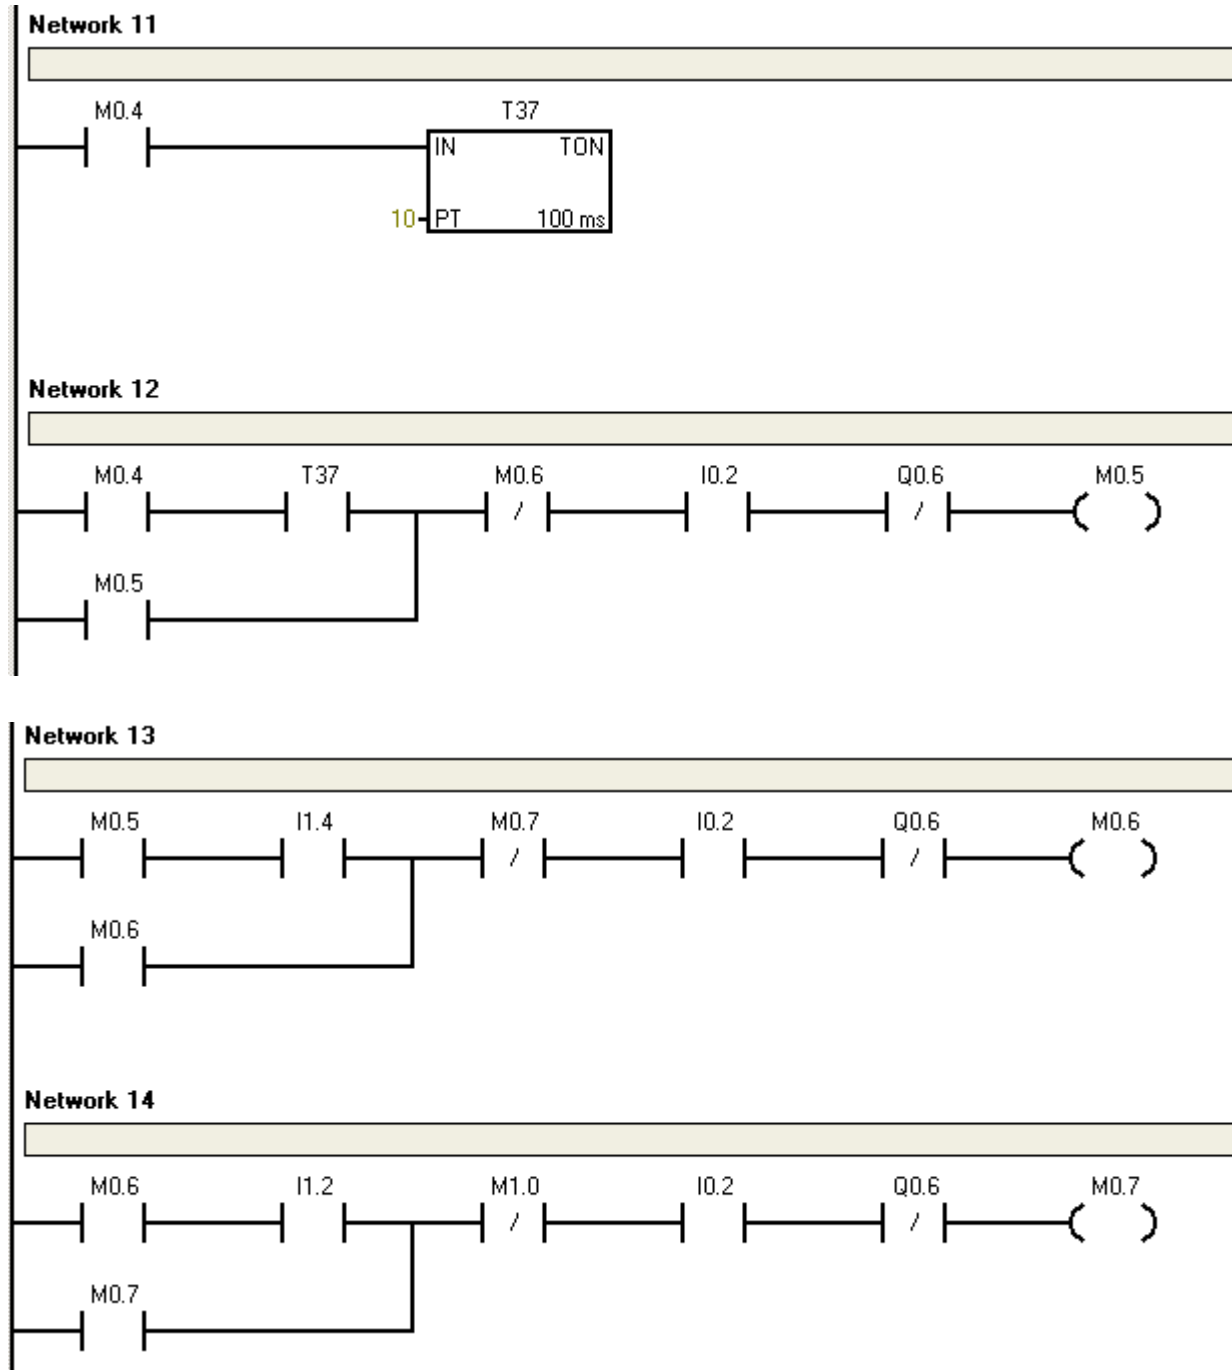 Network 11
M0.4 T37
IN TON
10 PT 100 ms
Network 12
M0.4 T37 M0.6 I0.2 Q0.6 M0.5
/ /
M0.5
Network 13
M0.5 I1.4 M0.7 I0.2 Q0.6 M0.6
/ /
M0.6
Network 14
M0.6 I1.2 M1.0 I0.2 Q0.6 M0.7
/ /
M0.7